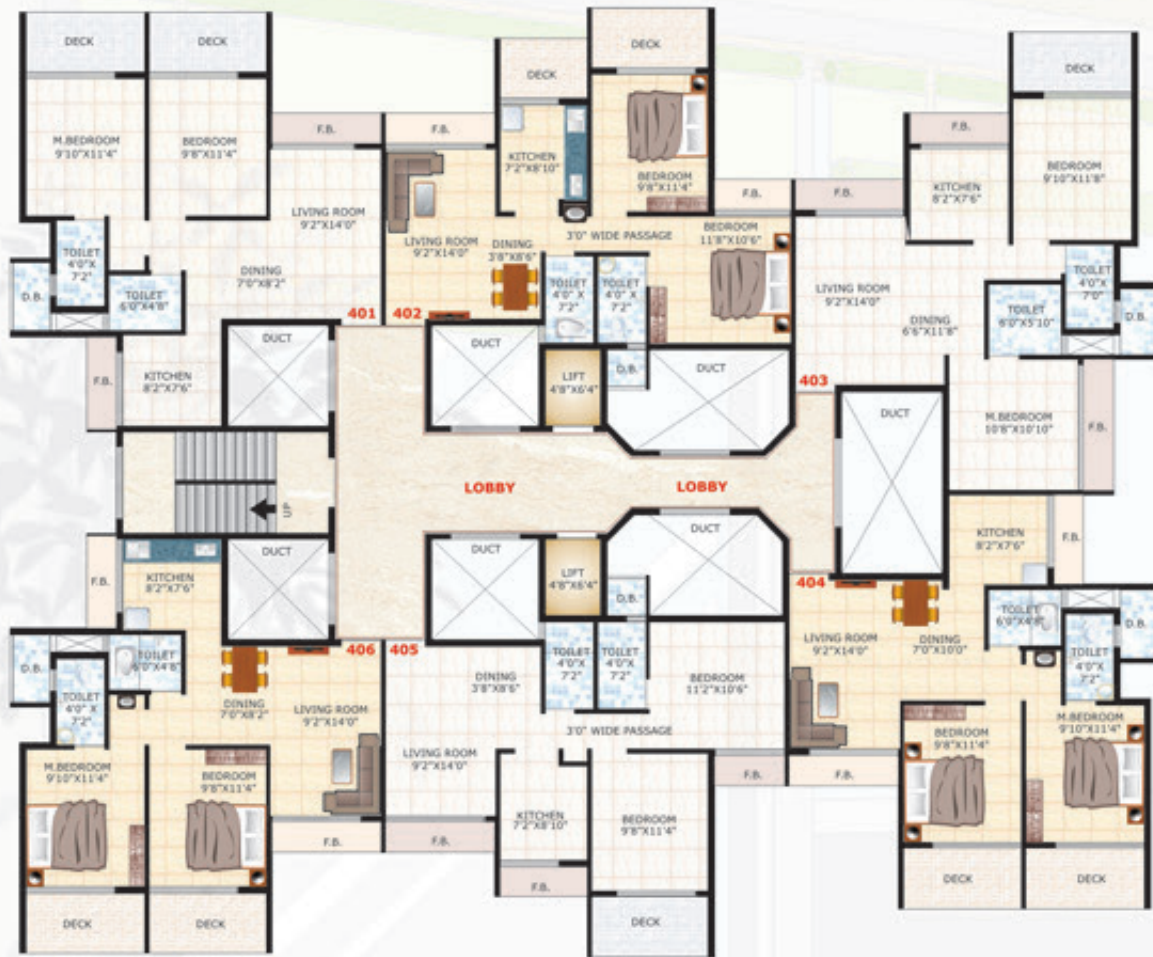 DECK
DECK
M.BEDROOM
9'10"X11'4"
BEDROOM
9'8"X11'4"
F.B.
LIVING ROOM
9'2"X14'0"
TOILET
4'0" X
7'2"
D.B.
TOILET
6'0"X4'8"
DINING
7'0"X8'2"
401
KITCHEN
8'2"X7'6"
F.B.
DUCT
F.B.
DECK
KITCHEN
7'2"X8'10"
DECK
BEDROOM
9'8"X11'4"
F.B.
LIVING ROOM
9'2"X14'0"
DINING
3'8"X8'6"
3'0" WIDE PASSAGE
BEDROOM
11'8"X10'6"
TOILET
4'0" X
7'2"
TOILET
4'0" X
7'2"
402
DUCT
LIFT
4'8"X6'4"
D.B.
DUCT
DECK
F.B.
F.B.
KITCHEN
8'2"X7'6"
BEDROOM
9'10"X11'8"
LIVING ROOM
9'2"X14'0"
DINING
6'6"X11'8"
TOILET
4'0"X
7'0"
TOILET
6'0"X5'10"
D.B.
403
M.BEDROOM
10'8"X10'10"
F.B.
DUCT
UP
LOBBY
LOBBY
KITCHEN
8'2"X7'6"
F.B.
404
LIVING ROOM
9'2"X14'0"
DINING
7'0"X10'0"
TOILET
6'0"X4'8"
TOILET
4'0"X
7'2"
D.B.
BEDROOM
9'8"X11'4"
M.BEDROOM
9'10"X11'4"
F.B.
DECK
DECK
DUCT
LIFT
4'8"X6'4"
D.B.
DUCT
405
DINING
3'8"X8'6"
TOILET
4'0"X
7'2"
TOILET
4'0"X
7'2"
BEDROOM
11'2"X10'6"
3'0" WIDE PASSAGE
LIVING ROOM
9'2"X14'0"
KITCHEN
7'2"X8'10"
BEDROOM
9'8"X11'4"
F.B.
F.B.
F.B.
DECK
F.B.
KITCHEN
8'2"X7'6"
DUCT
406
D.B.
TOILET
6'0"X4'8"
TOILET
4'0" X
7'2"
DINING
7'0"X8'2"
LIVING ROOM
9'2"X14'0"
M.BEDROOM
9'10"X11'4"
BEDROOM
9'8"X11'4"
F.B.
DECK
DECK